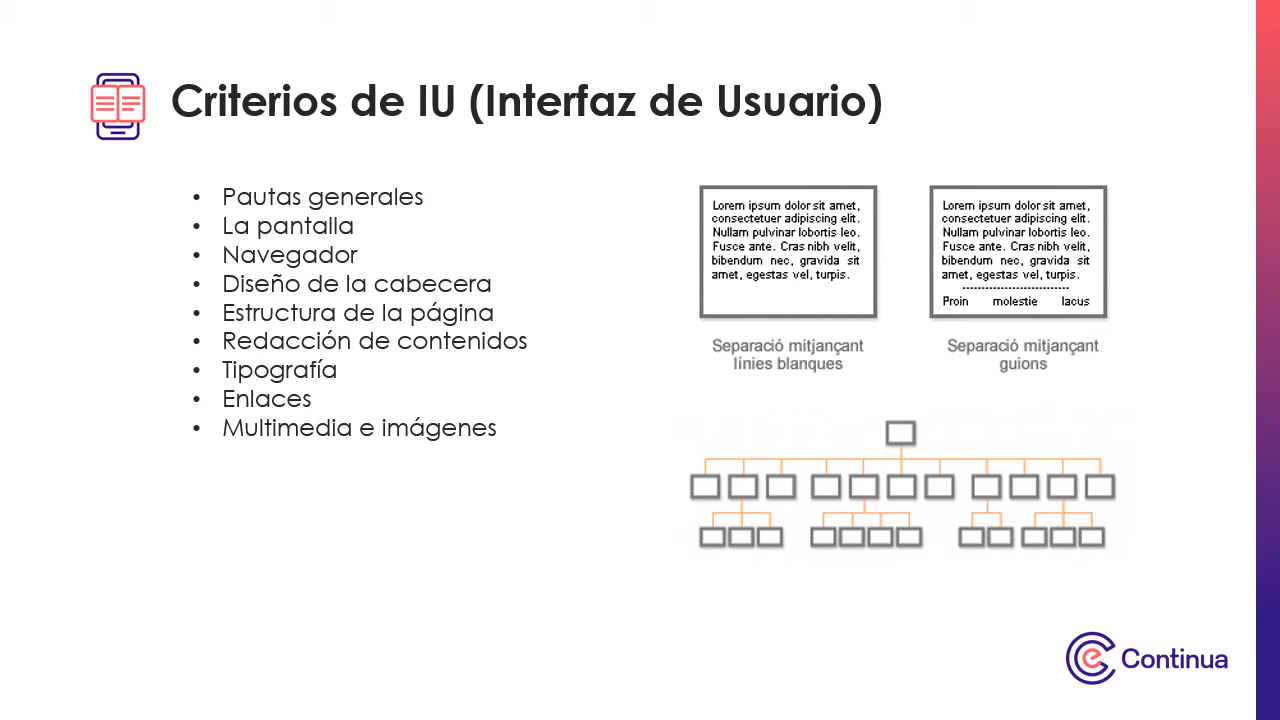 Criterios de IU (Interfaz de Usuario)
• Pautas generales
• La pantalla
• Navegador
• Diseño de la cabecera
• Estructura de la página
• Redacción de contenidos
• Tipografía
• Enlaces
• Multimedia e imágenes
Lorem ipsum dolor sit amet,
consectetuer adipiscing elit.
Nullam pulvinar lobortis leo.
Fusce ante. Cras nibh velit,
bibendum nec, gravida sit
amet, egestas vel, turpis.
Separació mitjançant
línies blanques
Lorem ipsum dolor sit amet,
consectetuer adipiscing elit.
Nullam pulvinar lobortis leo.
Fusce ante. Cras nibh velit,
bibendum nec, gravida sit
amet, egestas vel, turpis.
----------------------------
Proin molestie lacus
Separació mitjançant
guions
e Continua